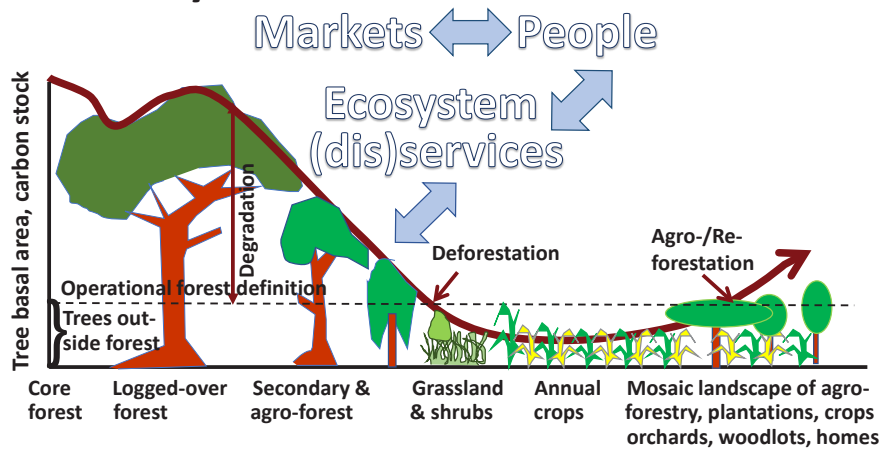 Markets People
Ecosystem
(dis)services
Tree basal area, carbon stock
Degradation
Deforestation
Agro-/Re-
forestation
Operational forest definition
Trees out-
side forest
Core
forest
Logged-over
forest
Secondary &
agro-forest
Grassland
& shrubs
Annual
crops
Mosaic landscape of agro-
forestry, plantations, crops
orchards, woodlots, homes